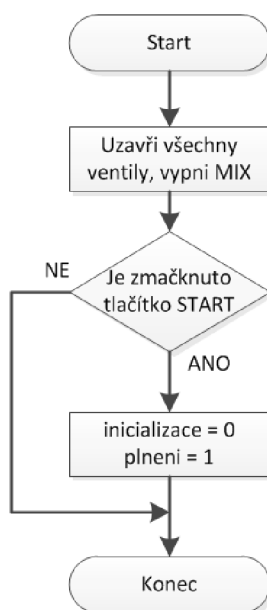 Start
Uzavři všechny
ventily, vypni MIX
NE
Je zmačknuto
tlačítko START
ANO
inicializace = 0
plneni = 1
Konec